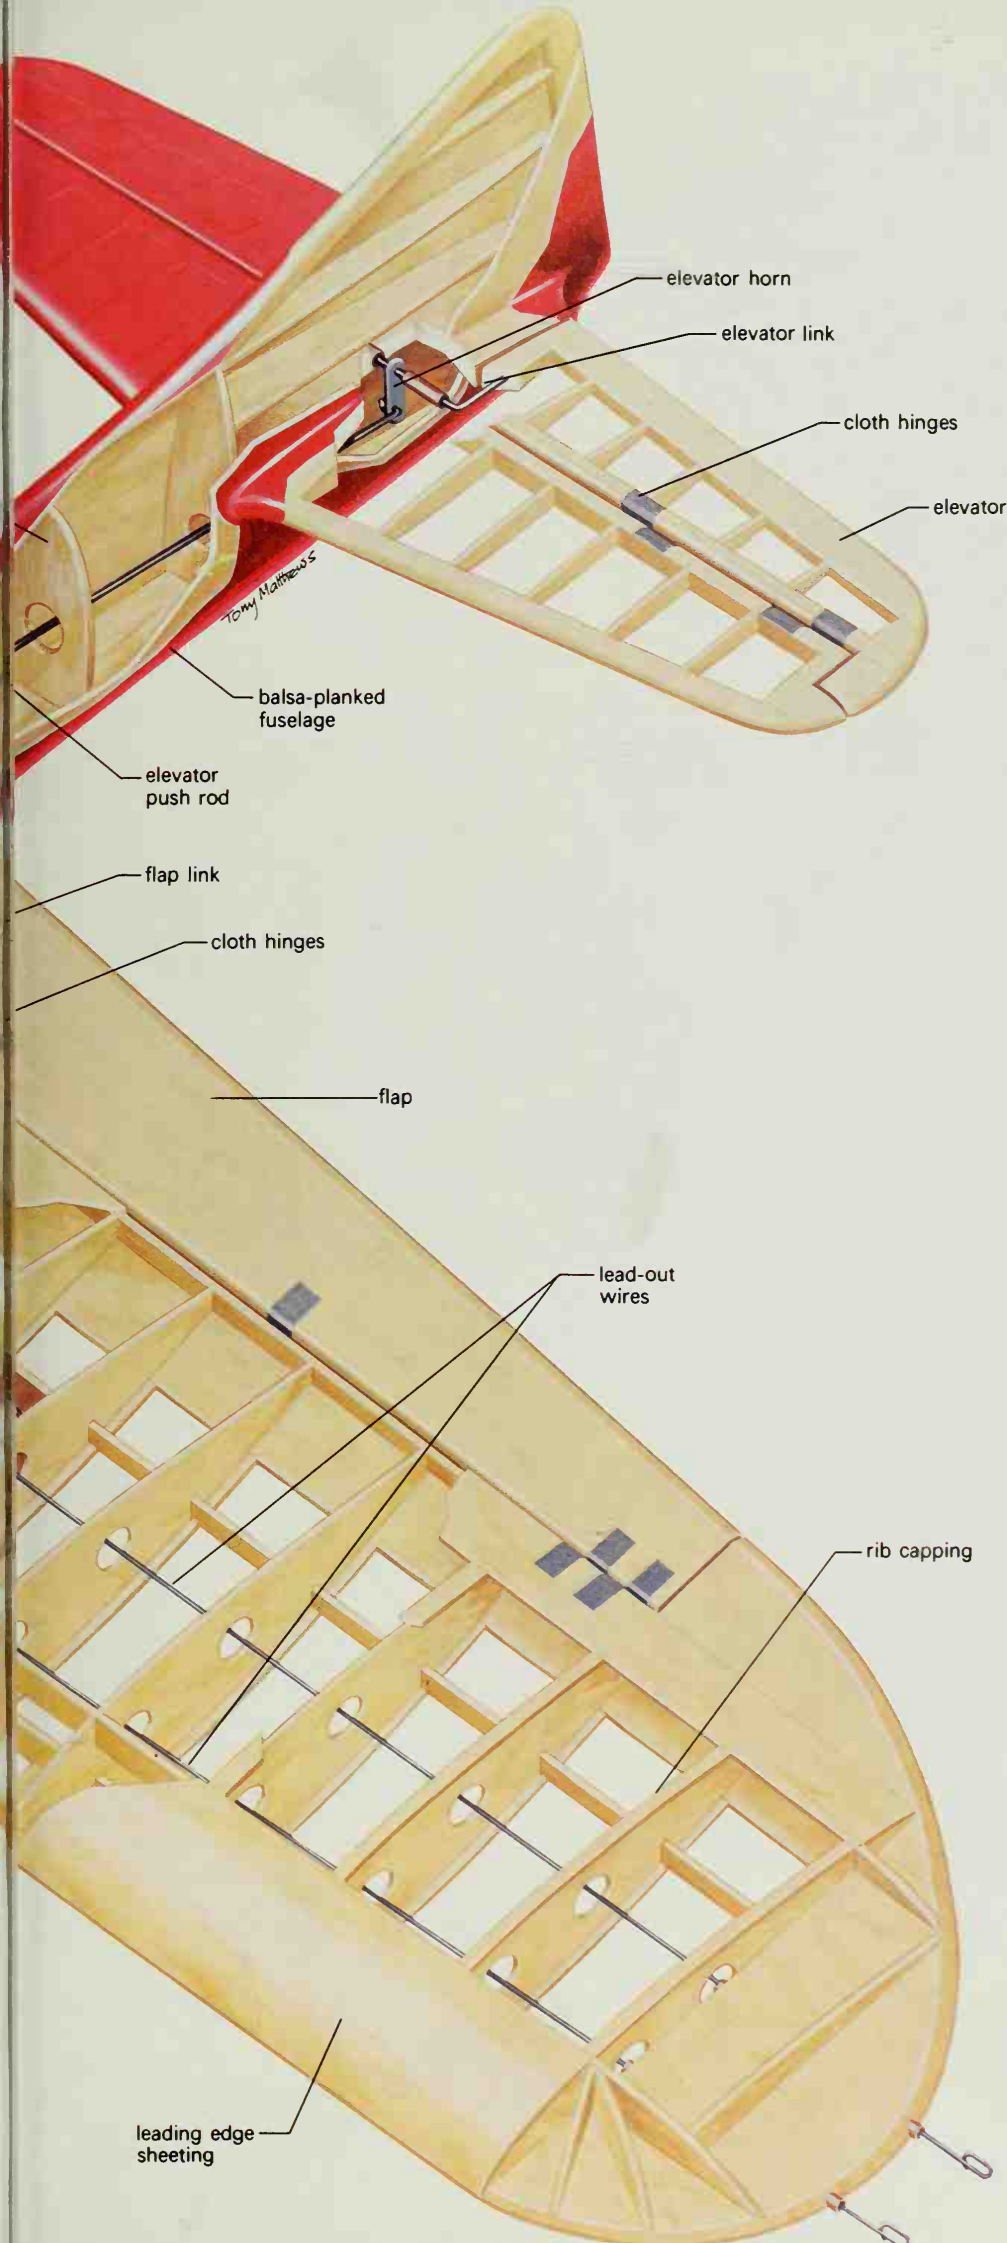 elevator horn
elevator link
cloth hinges
elevator
Tony Matthews
balsa-planked
fuselage
elevator
push rod
flap link
cloth hinges
flap
lead-out
wires
rib capping
leading edge
sheeting